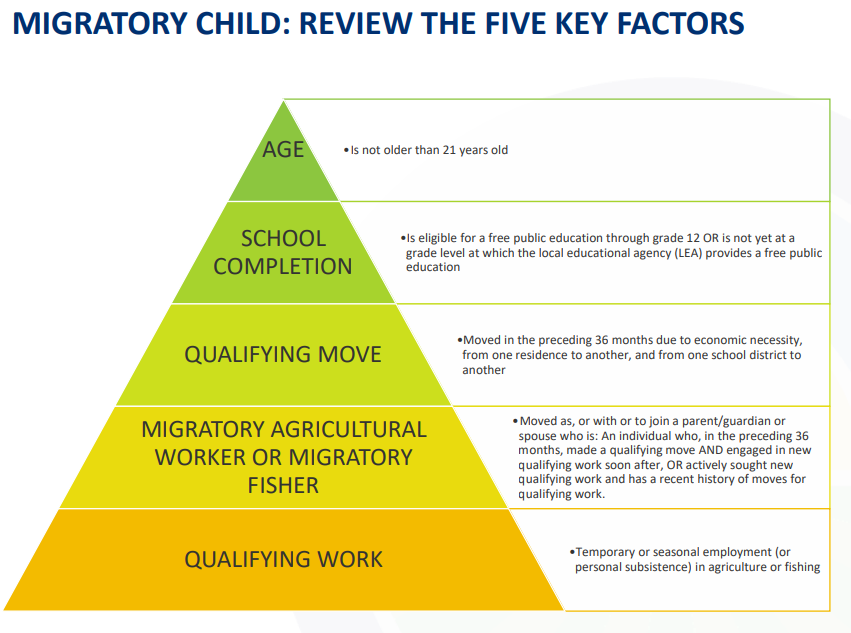 MIGRATORY CHILD: REVIEW THE FIVE KEY FACTORS
AGE
•Is not older than 21 years old
SCHOOL
COMPLETION
•Is eligible for a free public education through grade 12 OR is not yet at a
grade level at which the local educational agency (LEA) provides a free public
education
QUALIFYING MOVE
•Moved in the preceding 36 months due to economic necessity,
from one residence to another, and from one school district to
another
MIGRATORY AGRICULTURAL
WORKER OR MIGRATORY
FISHER
•Moved as, or with or to join a parent/guardian or
spouse who is: An individual who, in the preceding 36
months, made a qualifying move AND engaged in new
qualifying work soon after, OR actively sought new
qualifying work and has a recent history of moves for
qualifying work.
QUALIFYING WORK
•Temporary or seasonal employment (or
personal subsistence) in agriculture or fishing